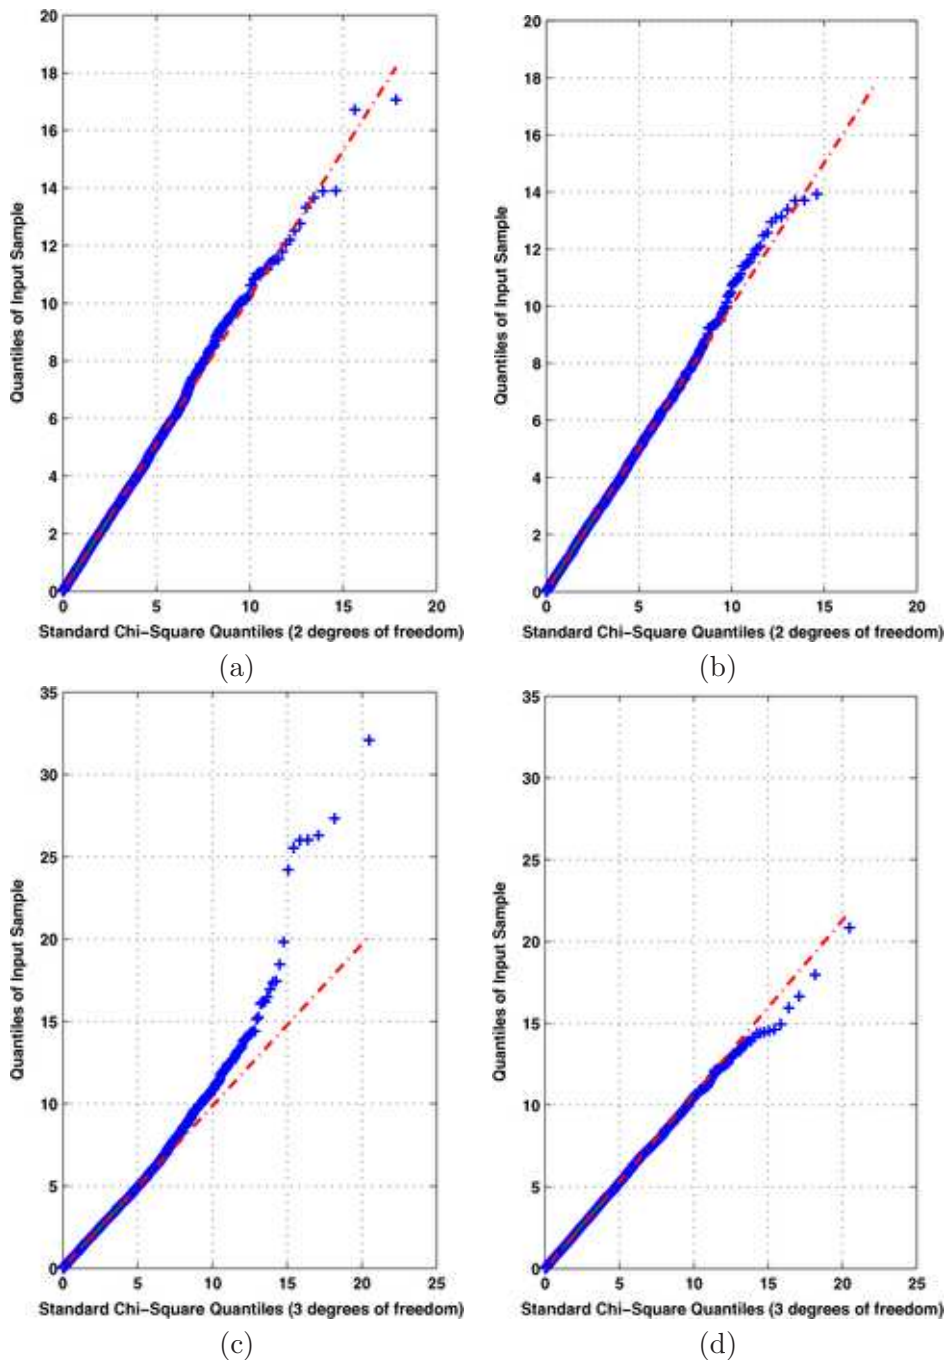 20
18
16
14
12
10
8
6
4
2
0
Quantiles of Input Sample
0 5 10 15 20
Standard Chi-Square Quantiles (2 degrees of freedom)
(a)
20
18
16
14
12
10
8
6
4
2
0
Quantiles of Input Sample
0 5 10 15 20
Standard Chi-Square Quantiles (2 degrees of freedom)
(b)
35
30
25
20
15
10
5
0
Quantiles of Input Sample
0 5 10 15 20 25
Standard Chi-Square Quantiles (3 degrees of freedom)
(c)
35
30
25
20
15
10
5
0
Quantiles of Input Sample
0 5 10 15 20 25
Standard Chi-Square Quantiles (3 degrees of freedom)
(d)